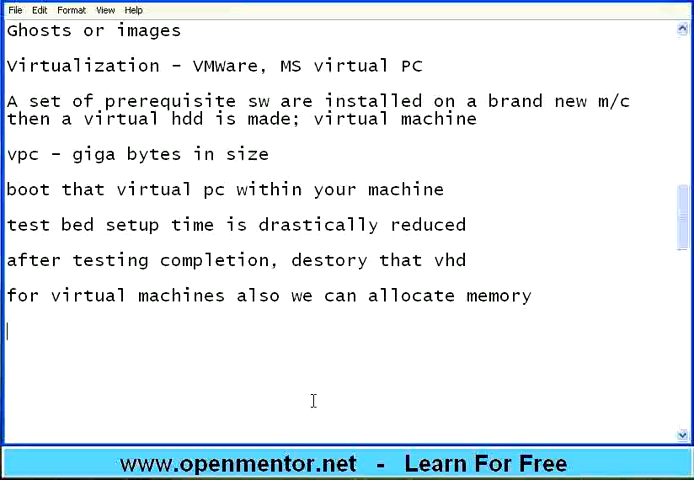 File Edit Format View Help
Ghosts or images
Virtualization - VMWare, MS virtual PC
A set of prerequisite sw are installed on a brand new m/c
then a virtual hdd is made; virtual machine
vpc - giga bytes in size
boot that virtual pc within your machine
test bed setup time is drastically reduced
after testing completion, destory that vhd
for virtual machines also we can allocate memory
www.openmentor.net - Learn For Free